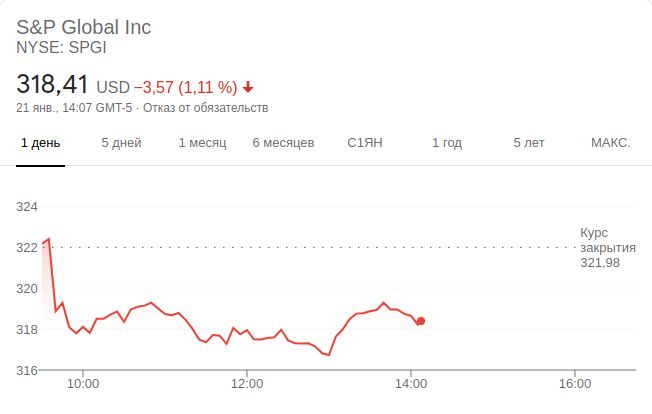 S&P Global Inc
NYSE: SPGI
318,41 USD −3,57 (1,11 %)
21 янв., 14:07 GMT-5 · Отказ от обязательств
1 день 5 дней 1 месяц 6 месяцев С1ЯН 1 год 5 лет МАКС.
324
322
320
318
316
Курс
закрытия
321,98
10:00 12:00 14:00 16:00